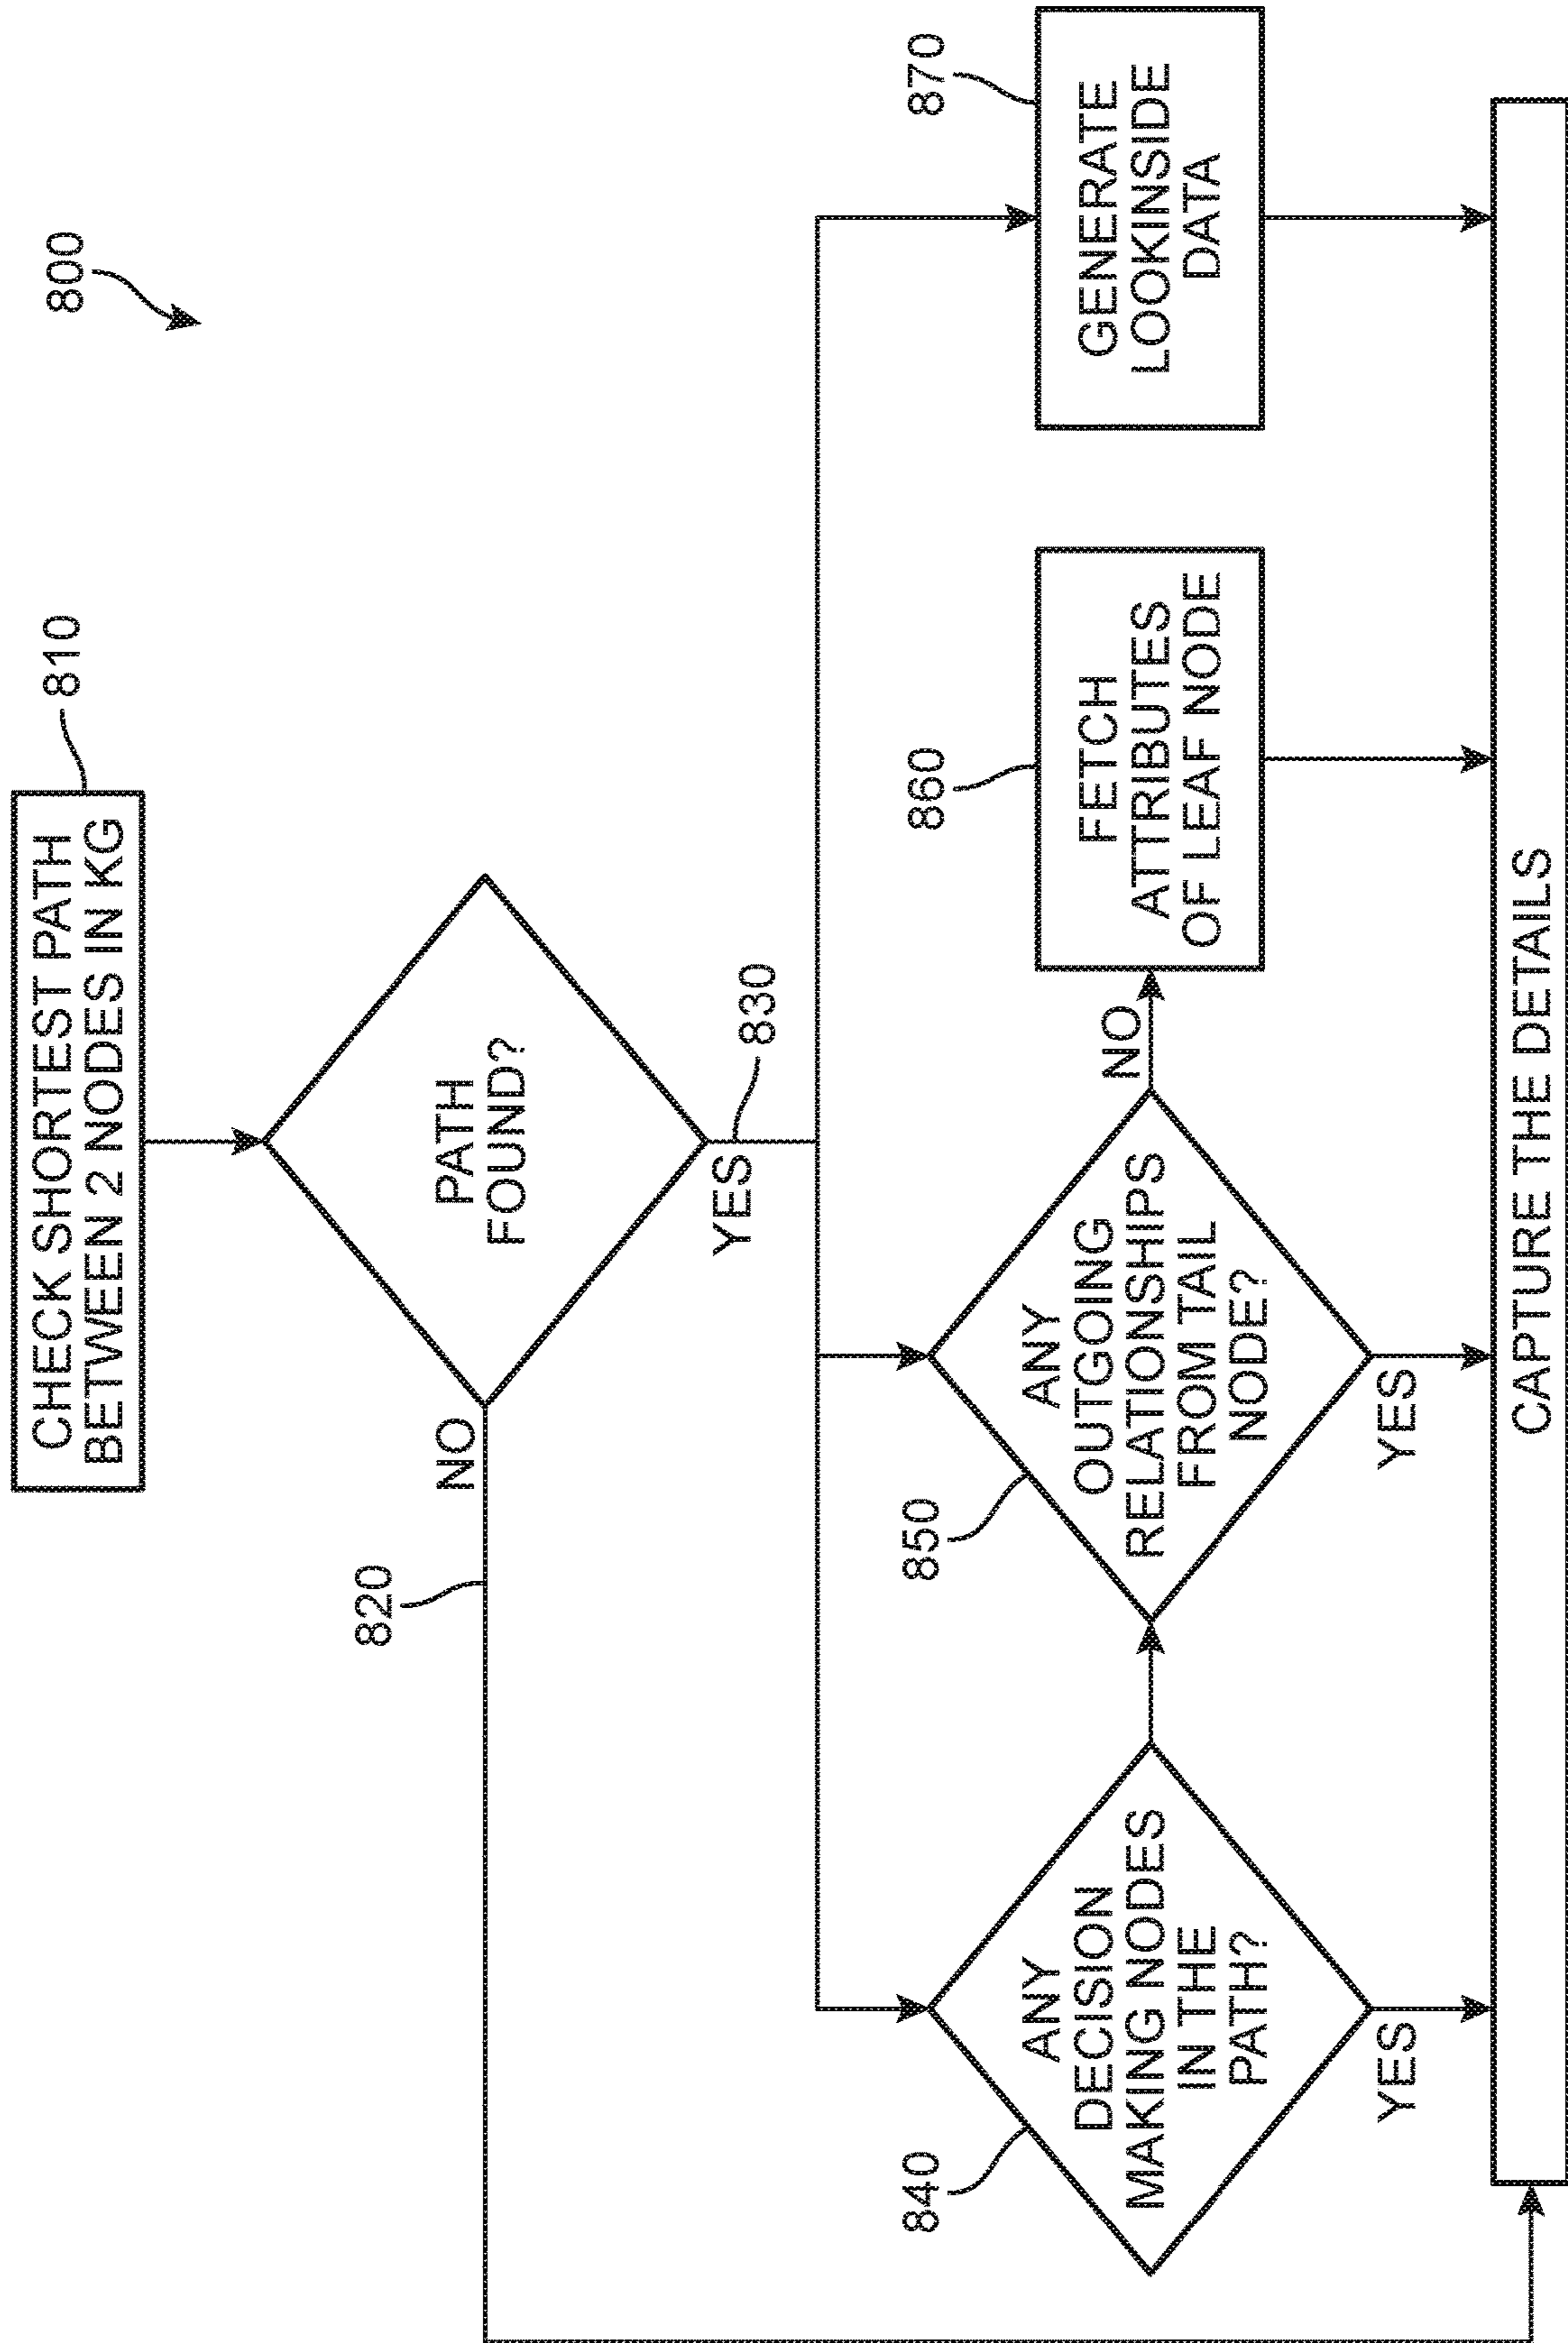 800
CHECK SHORTEST PATH
BETWEEN 2 NODES IN KG
810
PATH
FOUND?
NO
820
YES
830
ANY
DECISION
MAKING NODES
IN THE
PATH?
840
YES
ANY
OUTGOING
RELATIONSHIPS
FROM TAIL
NODE?
850
NO
YES
FETCH
ATTRIBUTES
OF LEAF NODE
860
GENERATE
LOOKINSIDE
DATA
870
CAPTURE THE DETAILS